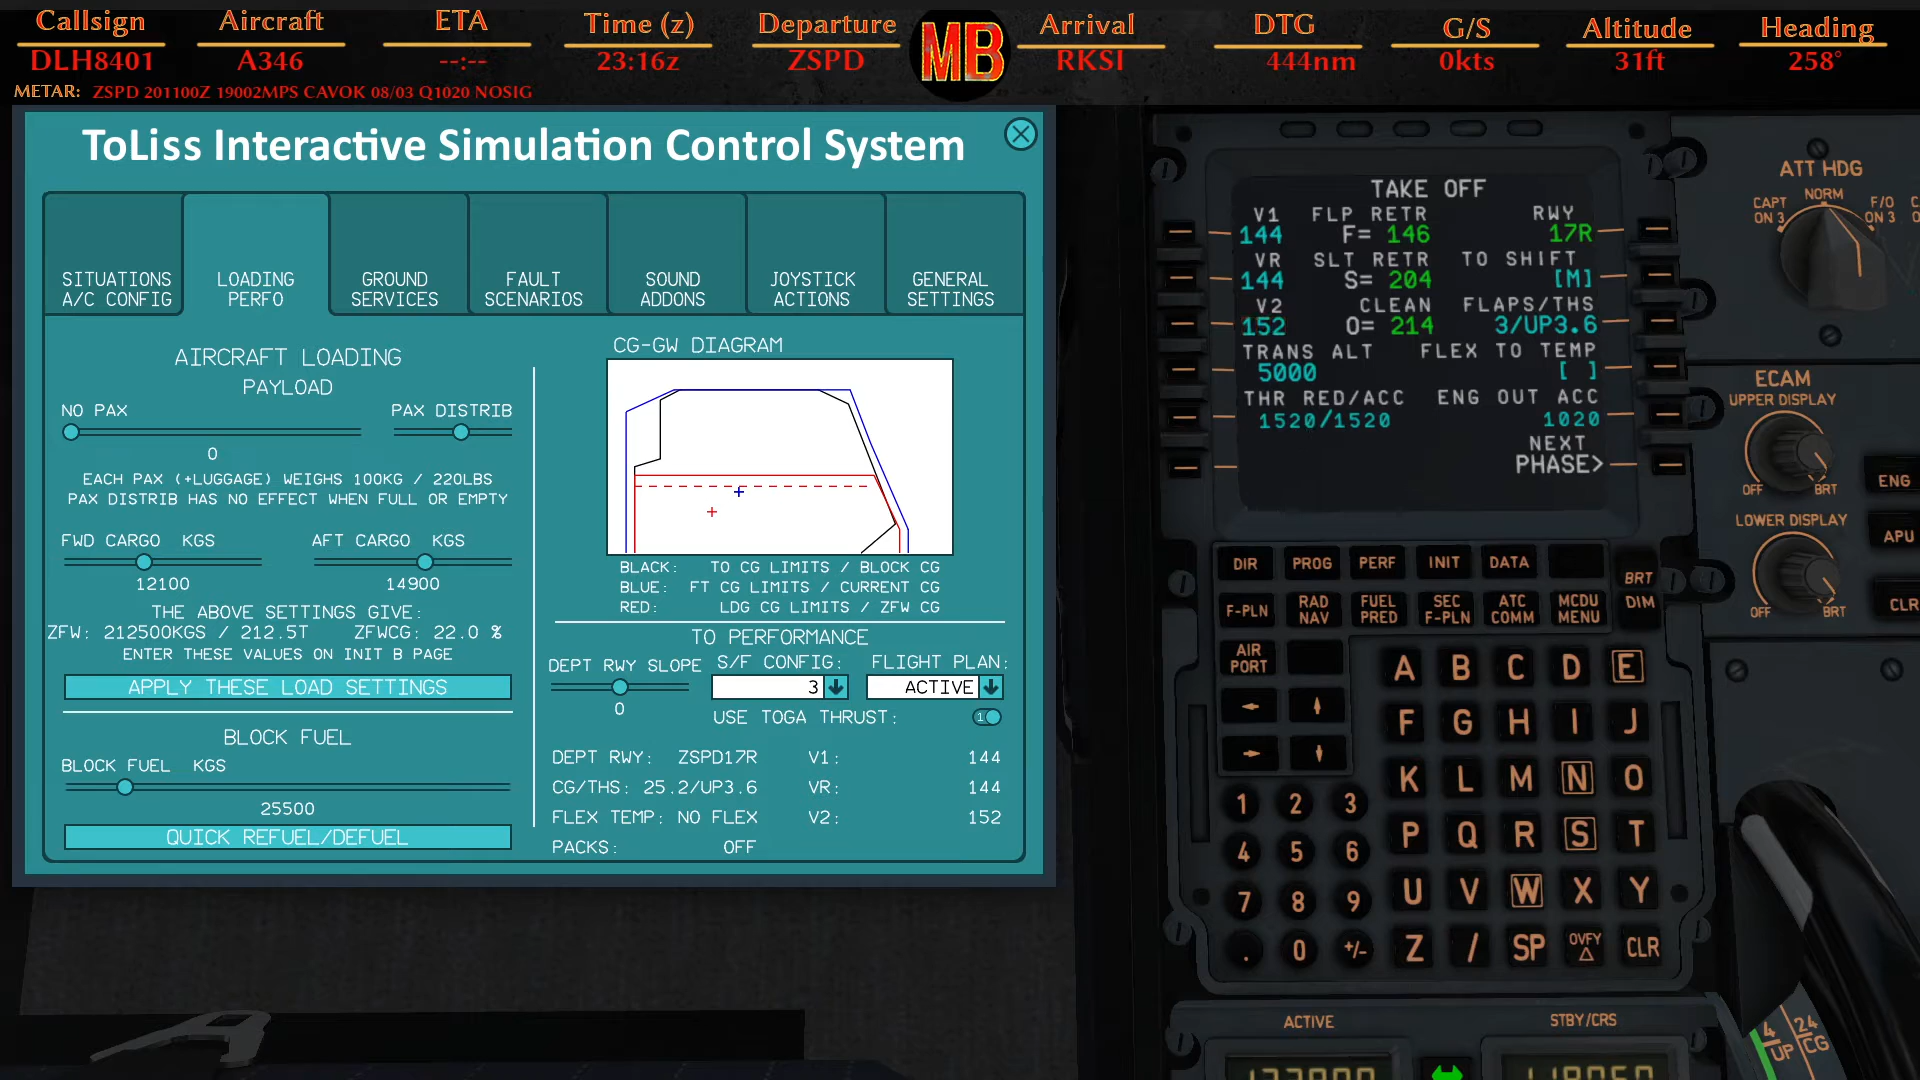 Callsign Aircraft ETA Time (z) Departure MB Arrival DTG G/S Altitude Heading
DLH8401 A346 --:-- 23:16z ZSPD RKSI 444nm 0kts 31ft 258°
METAR: ZSPD 201100Z 19002MPS CAVOK 08/03 Q1020 NOSIG
ToLiss Interactive Simulation Control System
SITUATIONS A/C CONFIG
LOADING PERFO
GROUND SERVICES
FAULT SCENARIOS
SOUND ADDONS
JOYSTICK ACTIONS
GENERAL SETTINGS
AIRCRAFT LOADING
PAYLOAD
NO PAX PAX DISTRIB
0
EACH PAX (+LUGGAGE) WEIGHS 100KG / 220LBS
PAX DISTRIB HAS NO EFFECT WHEN FULL OR EMPTY
FWD CARGO KGS AFT CARGO KGS
12100 14900
THE ABOVE SETTINGS GIVE:
ZFW: 212500KGS / 212.5T ZFWCG: 22.0 %
ENTER THESE VALUES ON INIT B PAGE
APPLY THESE LOAD SETTINGS
BLOCK FUEL
BLOCK FUEL KGS
25500
QUICK REFUEL/DEFUEL
CG-GW DIAGRAM
BLACK: TO CG LIMITS / BLOCK CG
BLUE: FT CG LIMITS / CURRENT CG
RED: LDG CG LIMITS / ZFW CG
TO PERFORMANCE
DEPT RWY SLOPE S/F CONFIG: FLIGHT PLAN:
3 ACTIVE
0 USE TOGA THRUST: 1
DEPT RWY: ZSPD17R V1: 144
CG/THS: 25.2/UP3.6 VR: 144
FLEX TEMP: NO FLEX V2: 152
PACKS: OFF
TAKE OFF
V1 FLP RETR RWY
144 F= 146 17R
VR SLT RETR TO SHIFT
144 S= 204 [M]
V2 CLEAN FLAPS/THS
152 O= 214 3/UP3.6
TRANS ALT FLEX TO TEMP
5000 [ ]
THR RED/ACC ENG OUT ACC
1520/1520 1020
NEXT
PHASE>
DIR PROG PERF INIT DATA
BRT
DIM
F-PLN RAD NAV FUEL PRED SEC F-PLN ATC COMM MCDU MENU
AIR PORT
A B C D E
F G H I J
K L M N O
P Q R S T
U V W X Y
Z / SP OVFY △ CLR
1 2 3
4 5 6
7 8 9
. 0 +/-
ATT HDG
NORM
CAPT ON 3
F/O ON 3
ECAM
UPPER DISPLAY
OFF BRT
LOWER DISPLAY
OFF BRT
ENG
APU
CLR
ACTIVE STBY/CRS
4 UP
24 CG